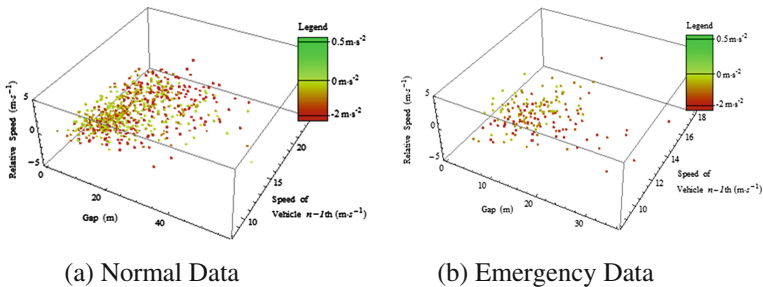 Legend
0.5 m·s⁻²
0 m·s⁻²
-2 m·s⁻²
Relative Speed (m·s⁻¹)
5
0
−5
0
20
40
Gap (m)
10
15
20
Speed of
Vehicle n−1th (m·s⁻¹)
(a) Normal Data
Legend
0.5 m·s⁻²
0 m·s⁻²
-2 m·s⁻²
Relative Speed (m·s⁻¹)
5
0
−5
0
10
20
30
Gap (m)
10
12
14
16
18
Speed of
Vehicle n−1th (m·s⁻¹)
(b) Emergency Data